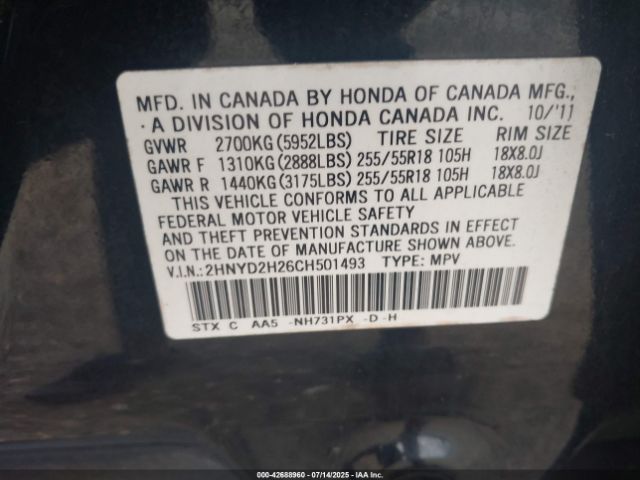 MFD. IN CANADA BY HONDA OF CANADA MFG.,
A DIVISION OF HONDA CANADA INC. 10/'11
GVWR 2700KG(5952LBS) TIRE SIZE RIM SIZE
GAWR F 1310KG(2888LBS) 255/55R18 105H 18X8.0J
GAWR R 1440KG(3175LBS) 255/55R18 105H 18X8.0J
THIS VEHICLE CONFORMS TO ALL APPLICABLE
FEDERAL MOTOR VEHICLE SAFETY
AND THEFT PREVENTION STANDARDS IN EFFECT
ON THE DATE OF MANUFACTURE SHOWN ABOVE.
V.I.N.:2HNYD2H26CH501493 TYPE: MPV
STX C AA5 -NH731PX -D -H
000-42688960 - 07/14/2025 - IAAI.COM